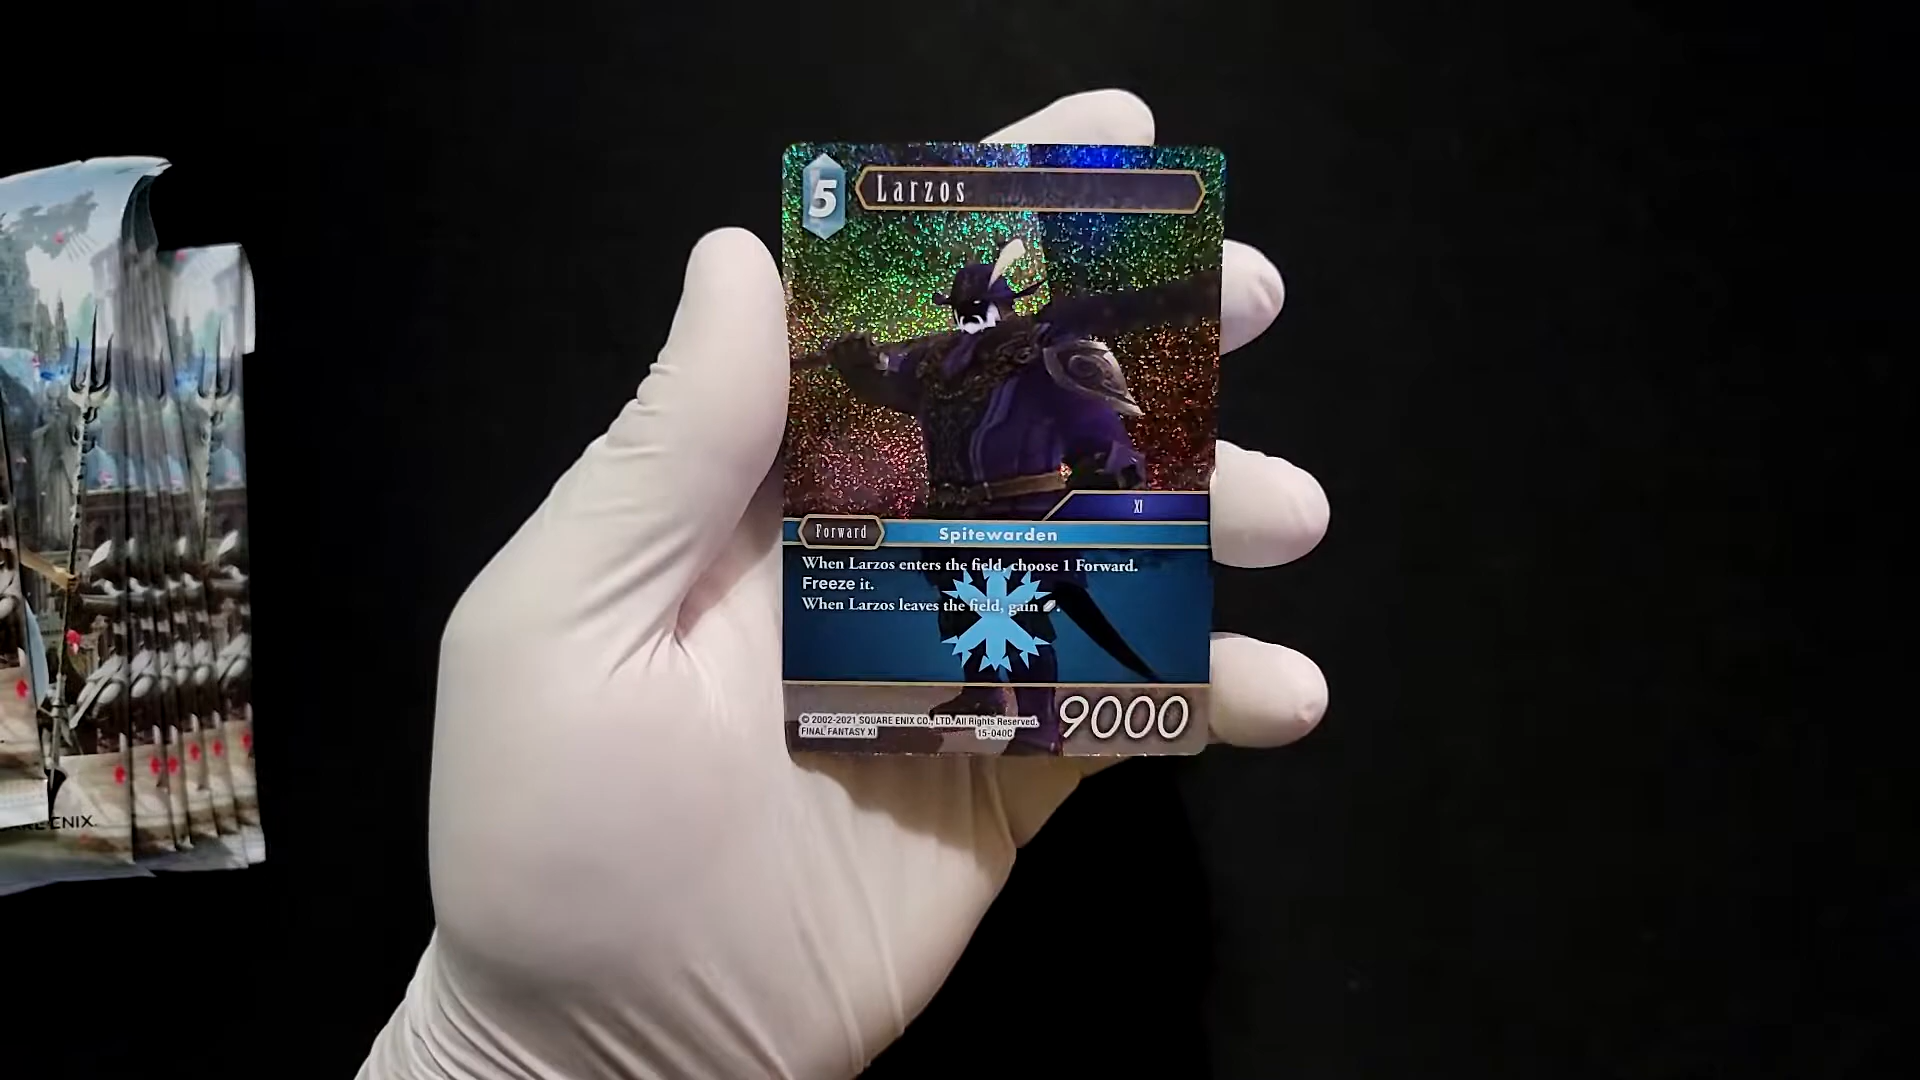 5
Larzos
XI
Forward
Spitewarden
When Larzos enters the field, choose 1 Forward.
Freeze it.
When Larzos leaves the field, gain .
© 2002-2021 SQUARE ENIX CO., LTD. All Rights Reserved.
FINAL FANTASY XI 15-040C
9000
ENIX.